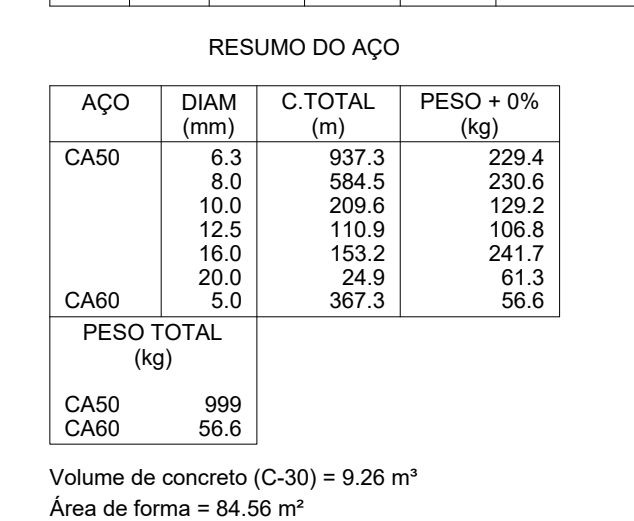 RESUMO DO AÇO
AÇO DIAM C.TOTAL PESO + 0%
(mm) (m) (kg)
CA50 6.3 937.3 229.4
8.0 584.5 230.6
10.0 209.6 129.2
12.5 110.9 106.8
16.0 153.2 241.7
20.0 24.9 61.3
CA60 5.0 367.3 56.6
PESO TOTAL
(kg)
CA50 999
CA60 56.6
Volume de concreto (C-30) = 9.26 m³
Área de forma = 84.56 m²